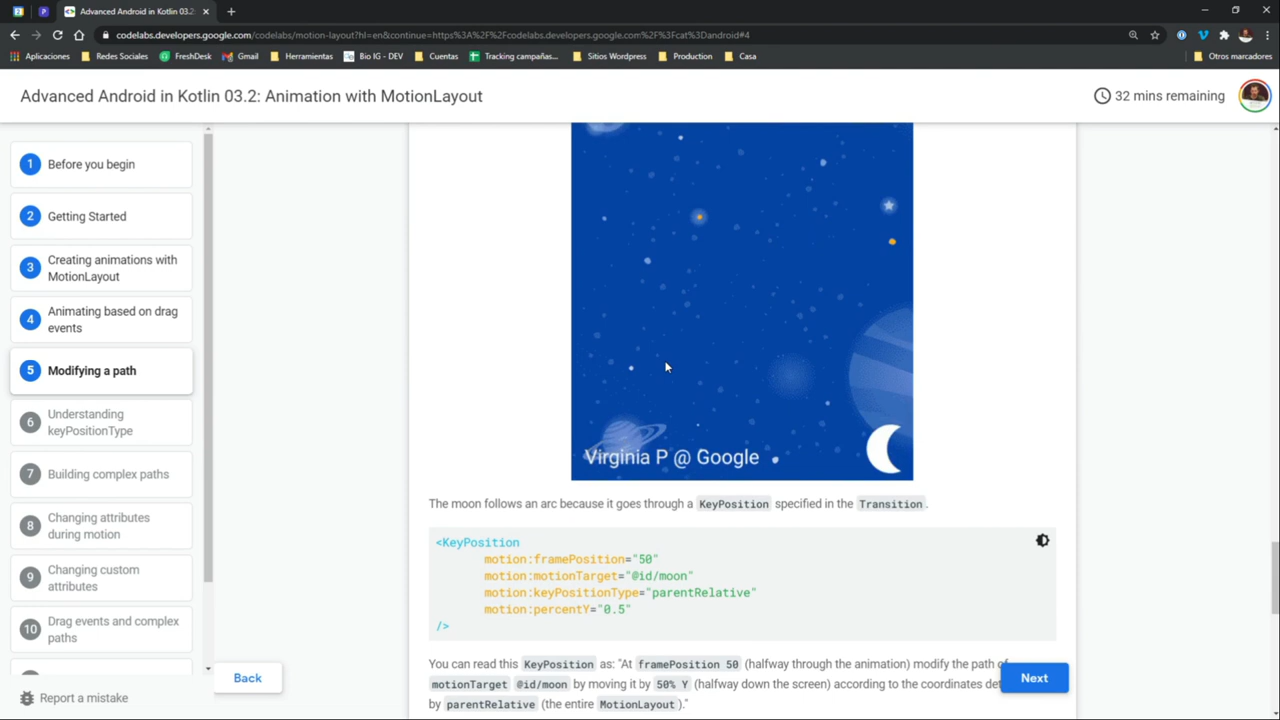 Advanced Android in Kotlin 03.2:
codelabs.developers.google.com/codelabs/motion-layout?hl=en&continue=https%3A%2F%2Fcodelabs.developers.google.com%2F%3Fcat%3Dandroid#4
Aplicaciones Redes Sociales FreshDesk Gmail Herramientas Bio IG - DEV Cuentas Tracking campañas... Sitios Wordpress Production Casa Otros marcadores
Advanced Android in Kotlin 03.2: Animation with MotionLayout
32 mins remaining
1 Before you begin
2 Getting Started
3 Creating animations with
MotionLayout
4 Animating based on drag
events
5 Modifying a path
6 Understanding
keyPositionType
7 Building complex paths
8 Changing attributes
during motion
9 Changing custom
attributes
10 Drag events and complex
paths
Report a mistake
Virginia P @ Google
The moon follows an arc because it goes through a KeyPosition specified in the Transition.
<KeyPosition
motion:framePosition="50"
motion:motionTarget="@id/moon"
motion:keyPositionType="parentRelative"
motion:percentY="0.5"
/>
You can read this KeyPosition as: "At framePosition 50 (halfway through the animation) modify the path of
motionTarget @id/moon by moving it by 50% Y (halfway down the screen) according to the coordinates det
by parentRelative (the entire MotionLayout)."
Back
Next